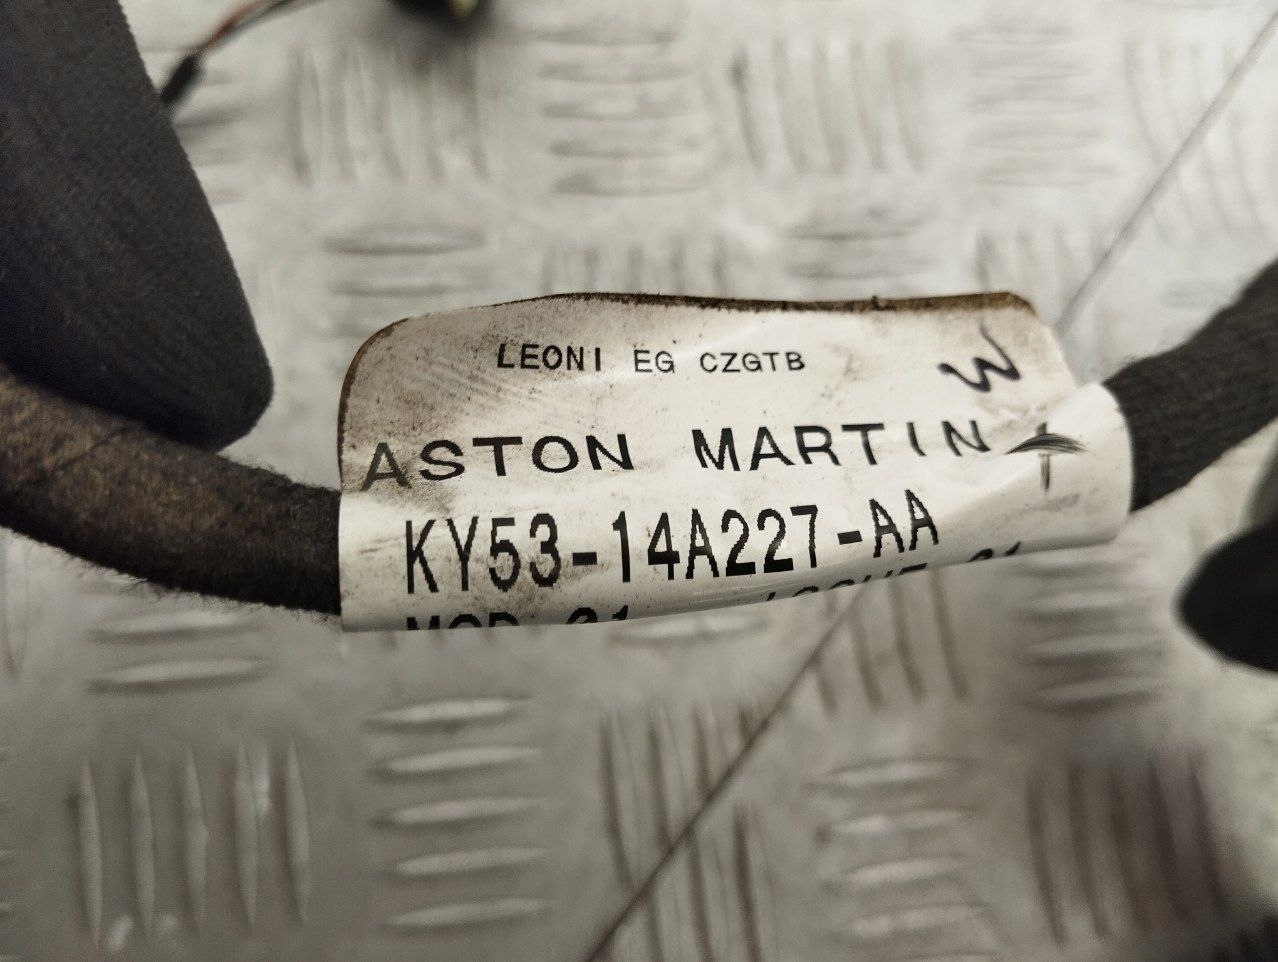 LEONI EG CZGTB
W
ASTON MARTIN
KY53-14A227-AA